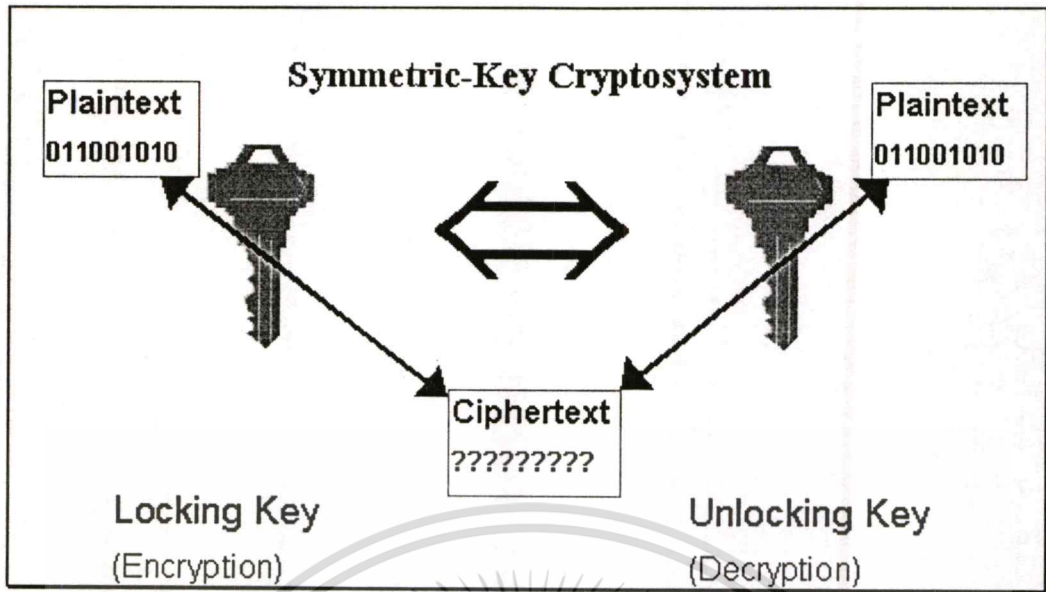 Symmetric-Key Cryptosystem
Plaintext
011001010
Plaintext
011001010
Ciphertext
?????????
Locking Key
(Encryption)
Unlocking Key
(Decryption)